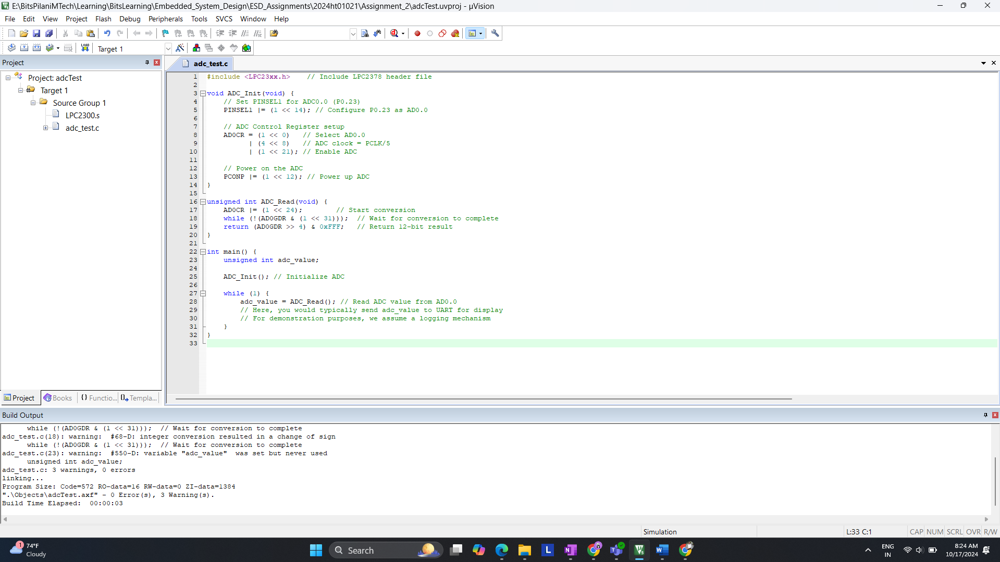 E:\BitsPilaniMTech\Learning\BitsLearning\Embedded_System_Design\ESD_Assignments\2024ht01021\Assignment_2\adcTest.uvproj - µVision
File Edit View Project Flash Debug Peripherals Tools SVCS Window Help
LOAD Target 1
Project
adc_test.c
Project: adcTest
Target 1
Source Group 1
LPC2300.s
adc_test.c
1 #include <LPC23xx.h>    // Include LPC2378 header file
2
3 void ADC_Init(void) {
4     // Set PINSEL1 for ADC0.0 (P0.23)
5     PINSEL1 |= (1 << 14); // Configure P0.23 as AD0.0
6
7     // ADC Control Register setup
8     AD0CR = (1 << 0)   // Select AD0.0
9           | (4 << 8)   // ADC clock = PCLK/5
10           | (1 << 21); // Enable ADC
11
12     // Power on the ADC
13     PCONP |= (1 << 12); // Power up ADC
14 }
15
16 unsigned int ADC_Read(void) {
17     AD0CR |= (1 << 24);        // Start conversion
18     while (!(AD0GDR & (1 << 31)));  // Wait for conversion to complete
19     return (AD0GDR >> 4) & 0xFFF;   // Return 12-bit result
20 }
21
22 int main() {
23     unsigned int adc_value;
24
25     ADC_Init(); // Initialize ADC
26
27     while (1) {
28         adc_value = ADC_Read(); // Read ADC value from AD0.0
29         // Here, you would typically send adc_value to UART for display
30         // For demonstration purposes, we assume a logging mechanism
31     }
32 }
33
Project Books {} Functio... 0 Templa...
Build Output
while (!(AD0GDR & (1 << 31)));  // Wait for conversion to complete
adc_test.c(18): warning:  #68-D: integer conversion resulted in a change of sign
while (!(AD0GDR & (1 << 31)));  // Wait for conversion to complete
adc_test.c(23): warning:  #550-D: variable "adc_value"  was set but never used
unsigned int adc_value;
adc_test.c: 3 warnings, 0 errors
linking...
Program Size: Code=572 RO-data=16 RW-data=0 ZI-data=1384
".\Objects\adcTest.axf" - 0 Error(s), 3 Warning(s).
Build Time Elapsed:  00:00:03
Simulation L:33 C:1 CAP NUM SCRL OVR R/W
1 74°F
Cloudy
Search
ENG
IN
8:24 AM
10/17/2024